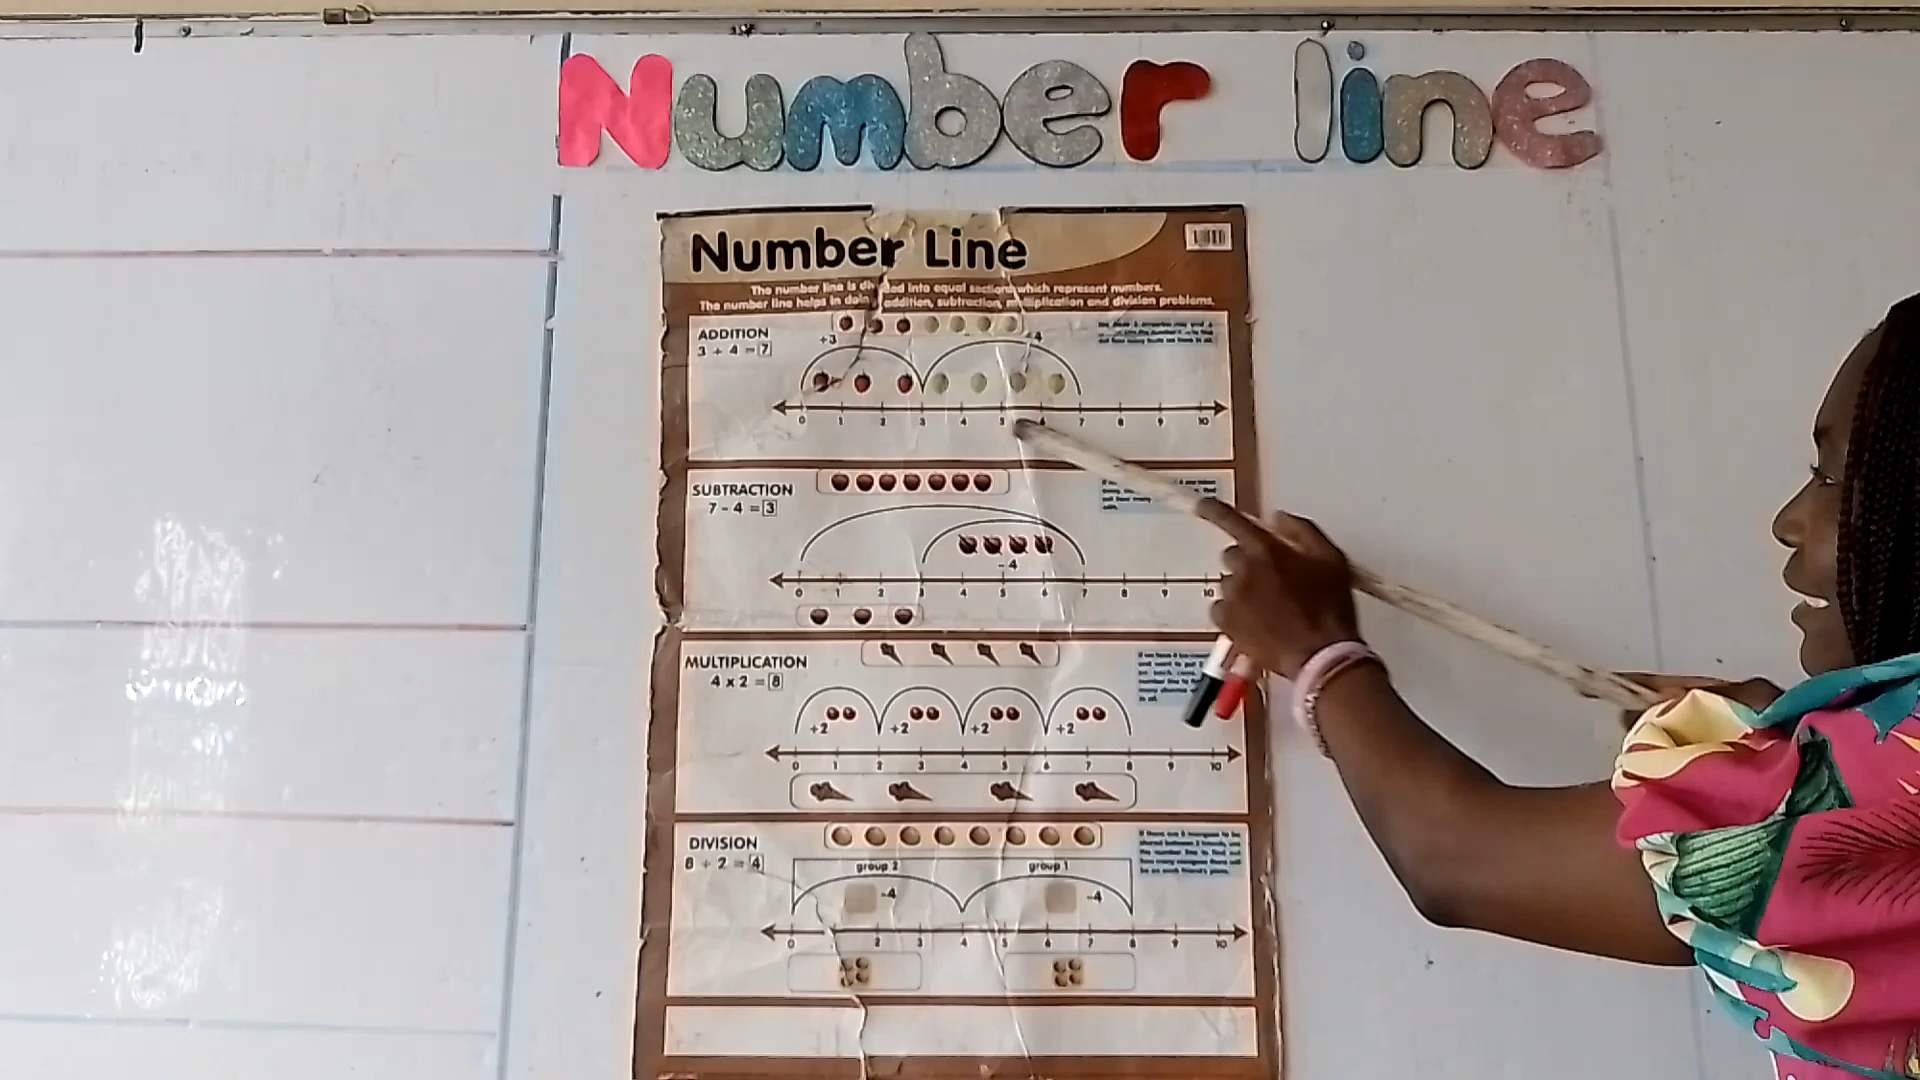 Number line
Number Line
The number line is divided into equal sections which represent numbers.
The number line helps in doing addition, subtraction, multiplication and division problems.
ADDITION
3 + 4 = 7
+3
4
0 1 2 3 4 5 6 7 8 9 10
SUBTRACTION
7 - 4 = 3
-4
0 1 2 3 4 5 6 7 8 9 10
MULTIPLICATION
4 x 2 = 8
+2 +2 +2 +2
0 1 2 3 4 5 6 7 8 9 10
DIVISION
8 ÷ 2 = 4
group 2 group 1
-4 -4
0 2 3 4 5 6 7 8 9 10